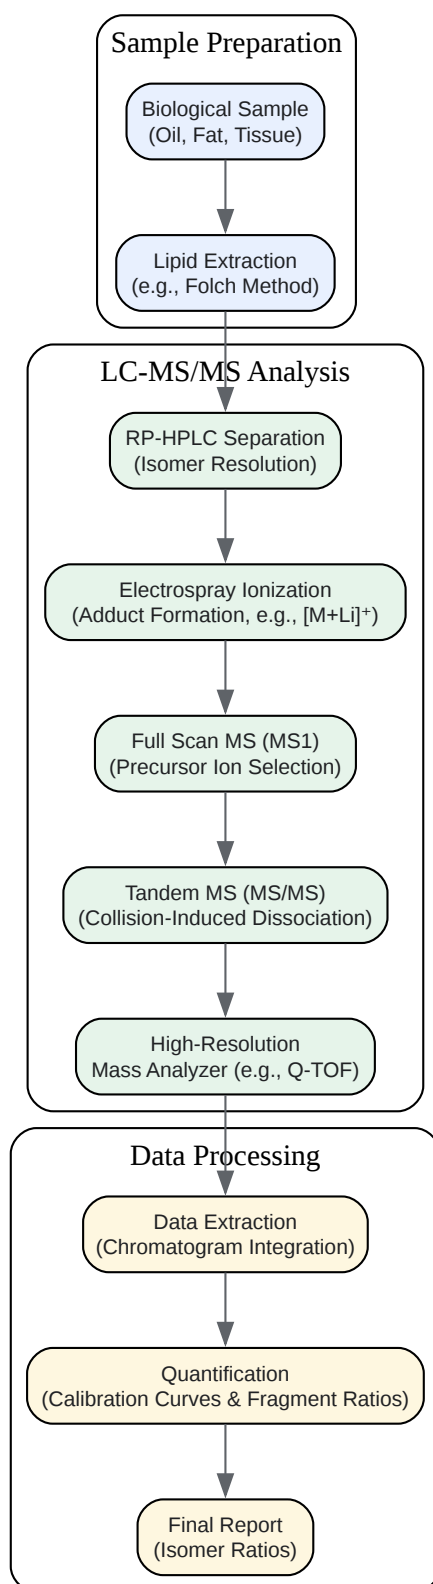 Sample Preparation
Biological Sample
(Oil, Fat, Tissue)
Lipid Extraction
(e.g., Folch Method)
LC-MS/MS Analysis
RP-HPLC Separation
(Isomer Resolution)
Electrospray Ionization
(Adduct Formation, e.g., [M+Li]⁺)
Full Scan MS (MS1)
(Precursor Ion Selection)
Tandem MS (MS/MS)
(Collision-Induced Dissociation)
High-Resolution
Mass Analyzer (e.g., Q-TOF)
Data Processing
Data Extraction
(Chromatogram Integration)
Quantification
(Calibration Curves & Fragment Ratios)
Final Report
(Isomer Ratios)